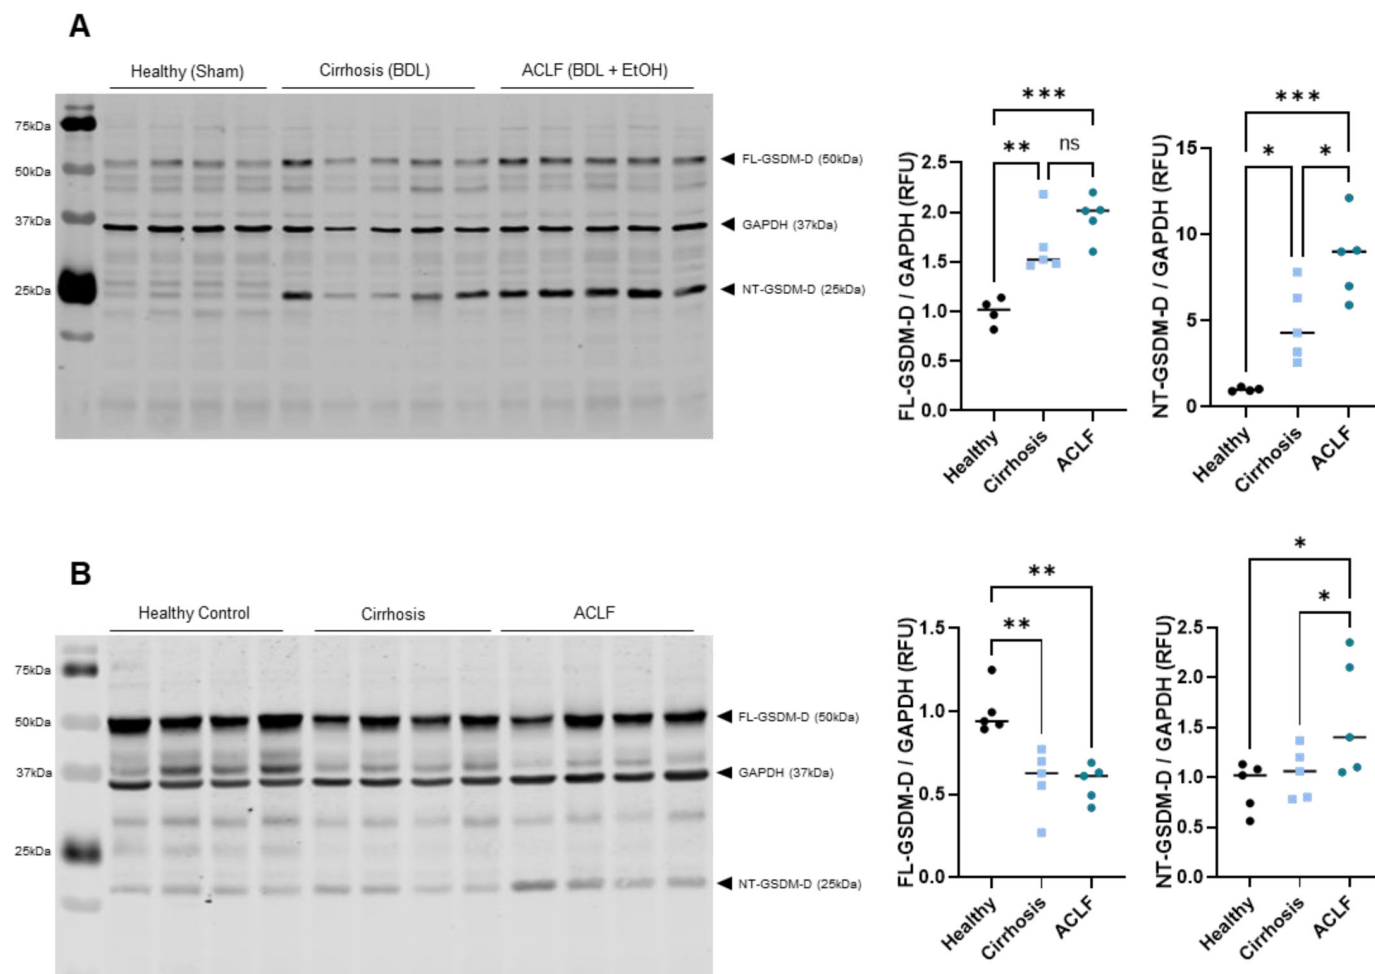 A
Healthy (Sham)
Cirrhosis (BDL)
ACLF (BDL + EtOH)
75kDa
50kDa
37kDa
25kDa
FL-GSDM-D (50kDa)
GAPDH (37kDa)
NT-GSDM-D (25kDa)
FL-GSDM-D / GAPDH (RFU)
2.5
2.0
1.5
1.0
0.5
0.0
***
**
ns
Healthy
Cirrhosis
ACLF
NT-GSDM-D / GAPDH (RFU)
15
10
5
0
***
*
*
Healthy
Cirrhosis
ACLF
B
Healthy Control
Cirrhosis
ACLF
75kDa
50kDa
37kDa
25kDa
FL-GSDM-D (50kDa)
GAPDH (37kDa)
NT-GSDM-D (25kDa)
FL-GSDM-D / GAPDH (RFU)
1.5
1.0
0.5
0.0
**
**
Healthy
Cirrhosis
ACLF
NT-GSDM-D / GAPDH (RFU)
2.5
2.0
1.5
1.0
0.5
0.0
*
*
Healthy
Cirrhosis
ACLF